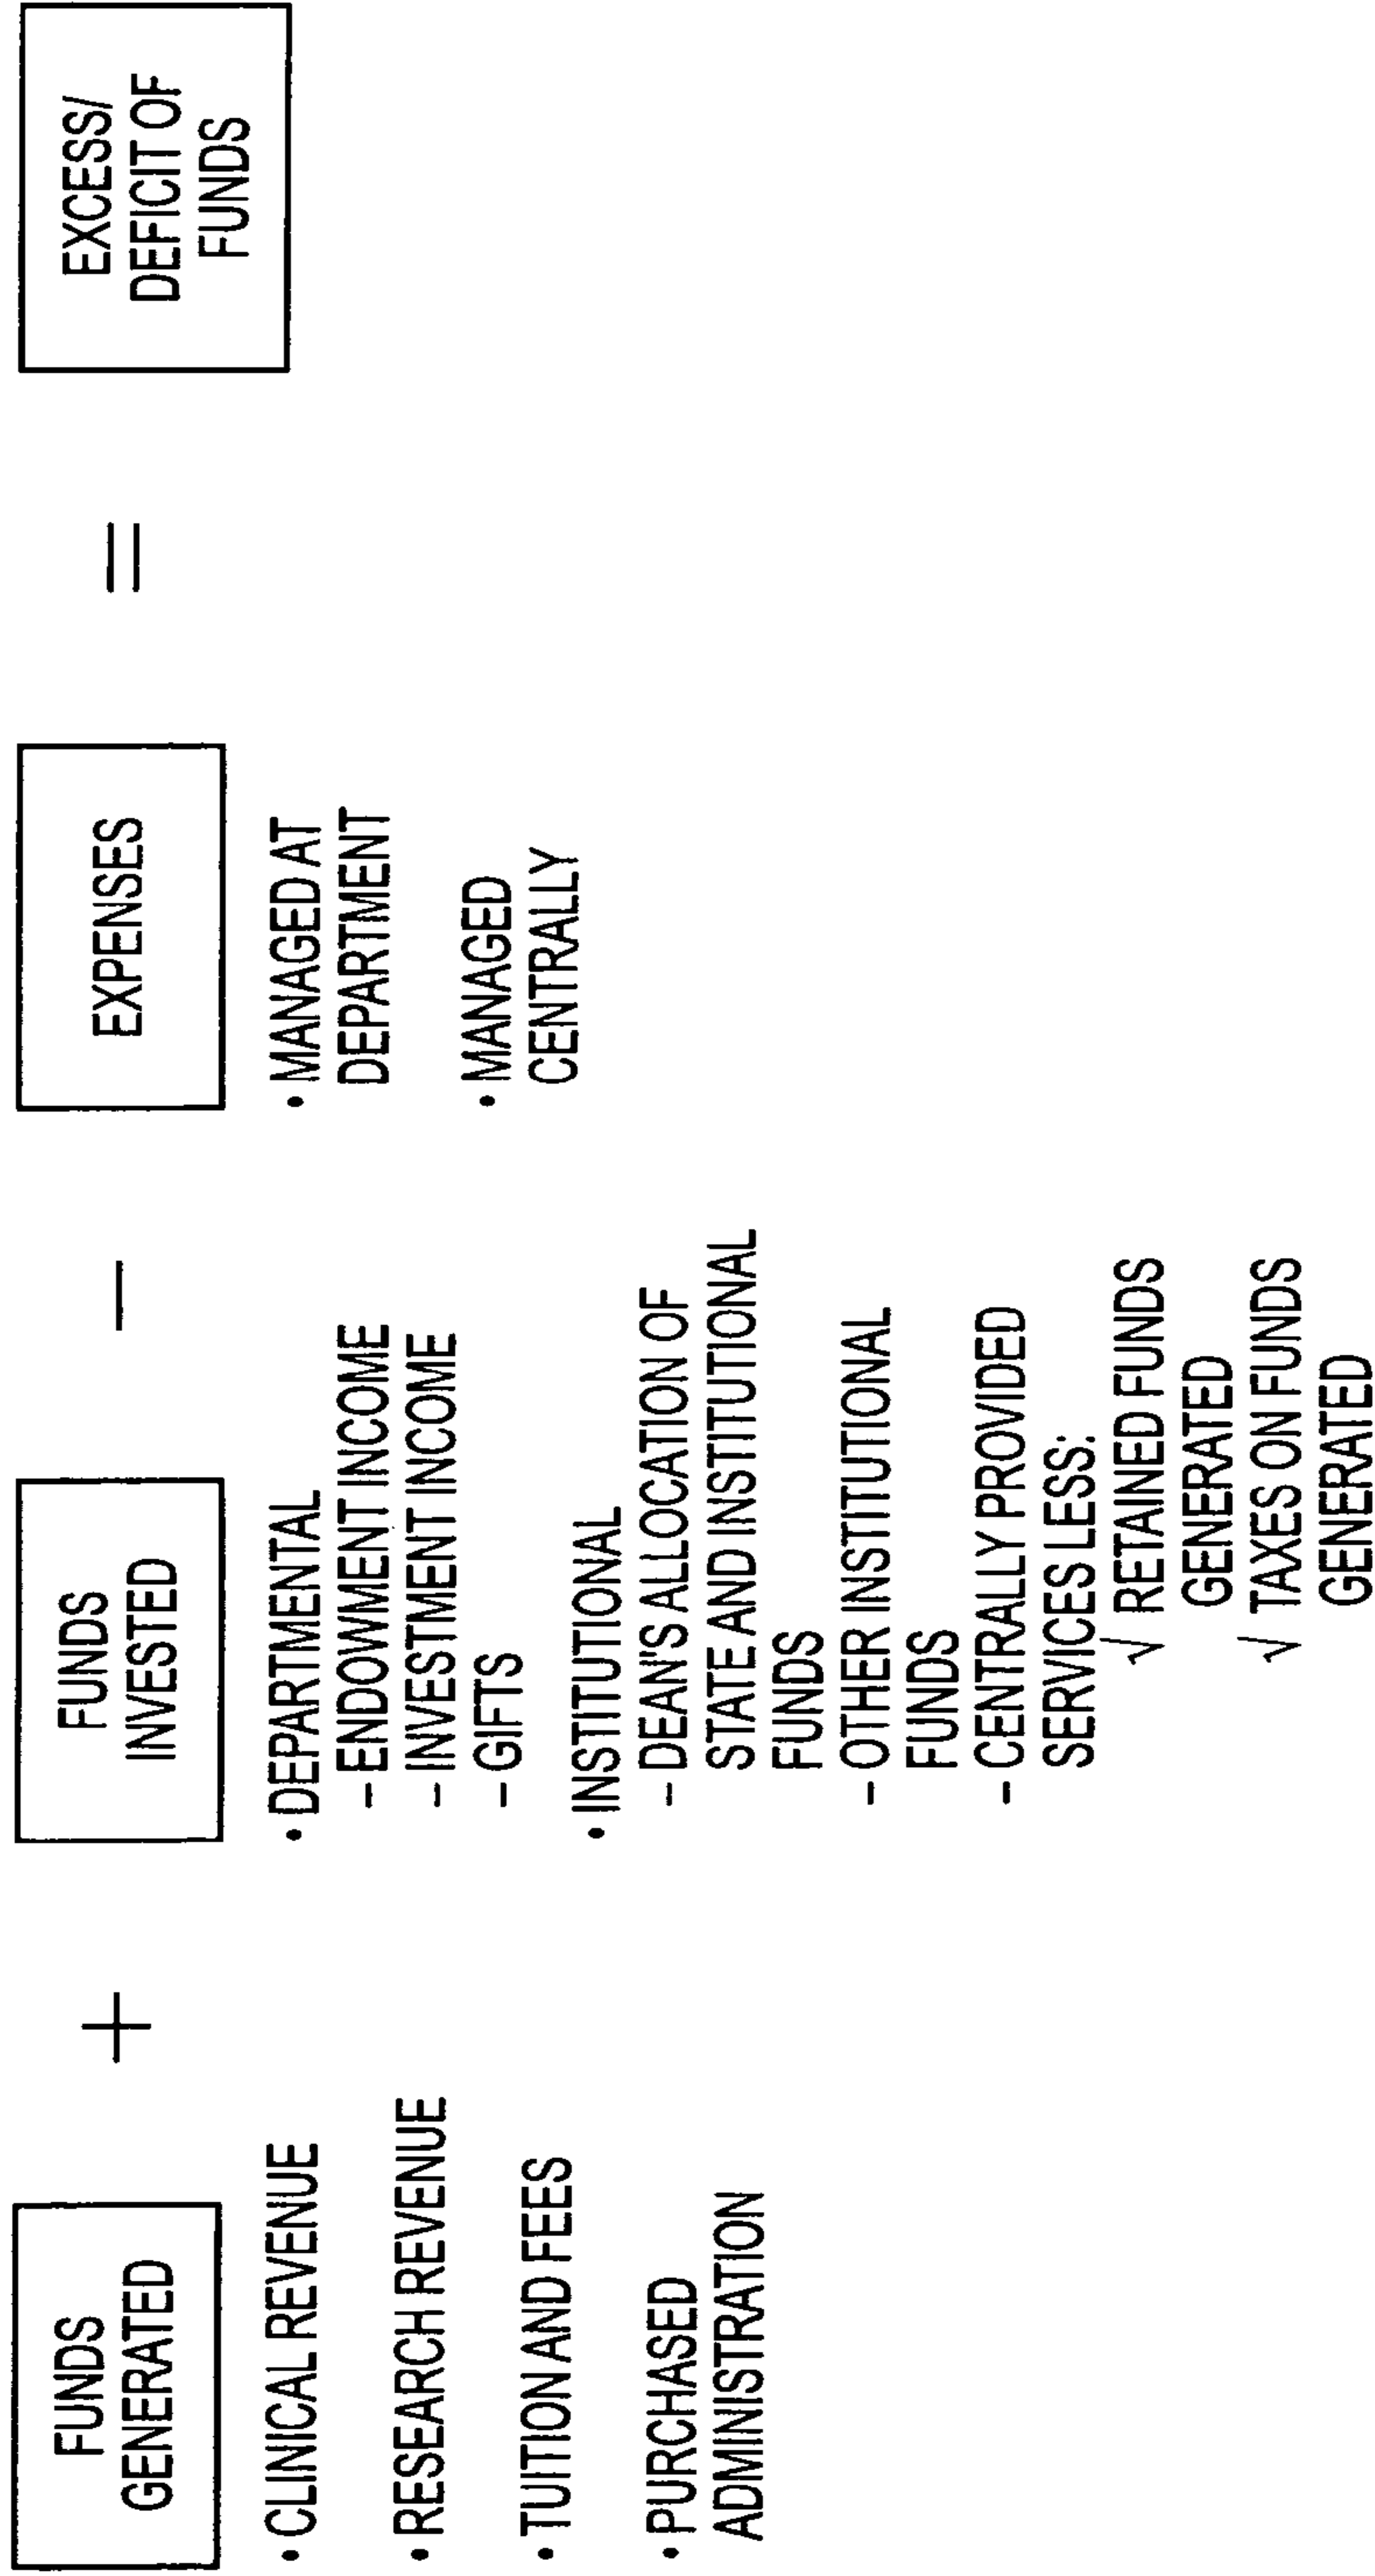 FUNDS
GENERATED
+
FUNDS
INVESTED
–
EXPENSES
=
EXCESS/
DEFICIT OF
FUNDS
• CLINICAL REVENUE
• RESEARCH REVENUE
• TUITION AND FEES
• PURCHASED
ADMINISTRATION
• DEPARTMENTAL
– ENDOWMENT INCOME
– INVESTMENT INCOME
– GIFTS
• INSTITUTIONAL
– DEAN'S ALLOCATION OF
STATE AND INSTITUTIONAL
FUNDS
– OTHER INSTITUTIONAL
FUNDS
– CENTRALLY PROVIDED
SERVICES LESS:
√ RETAINED FUNDS
GENERATED
√ TAXES ON FUNDS
GENERATED
• MANAGED AT
DEPARTMENT
• MANAGED
CENTRALLY